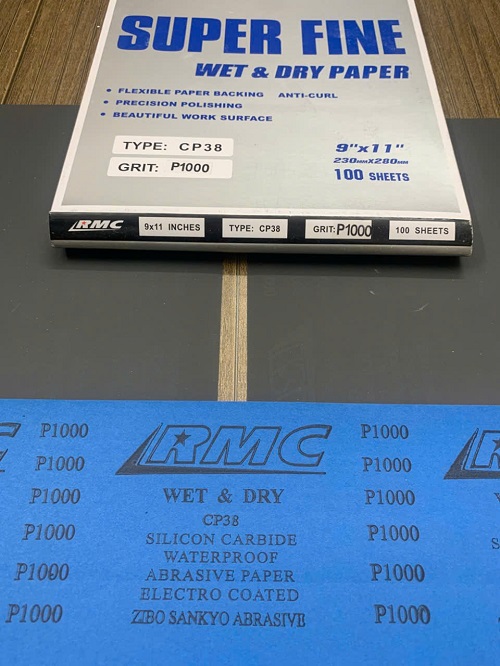 SUPER FINE
WET & DRY PAPER
• FLEXIBLE PAPER BACKING ANTI-CURL
• PRECISION POLISHING
• BEAUTIFUL WORK SURFACE
TYPE: CP38
GRIT: P1000
9"x11"
230MMX280MM
100 SHEETS
RMC
9x11 INCHES
TYPE: CP38
GRIT: P1000
100 SHEETS
P1000 RMC P1000
P1000 P1000
P1000 WET & DRY P1000
CP38
P1000 SILICON CARBIDE P1000
WATERPROOF
P1000 ABRASIVE PAPER P1000
ELECTRO COATED
P1000 ZIBO SANKYO ABRASIVE P1000